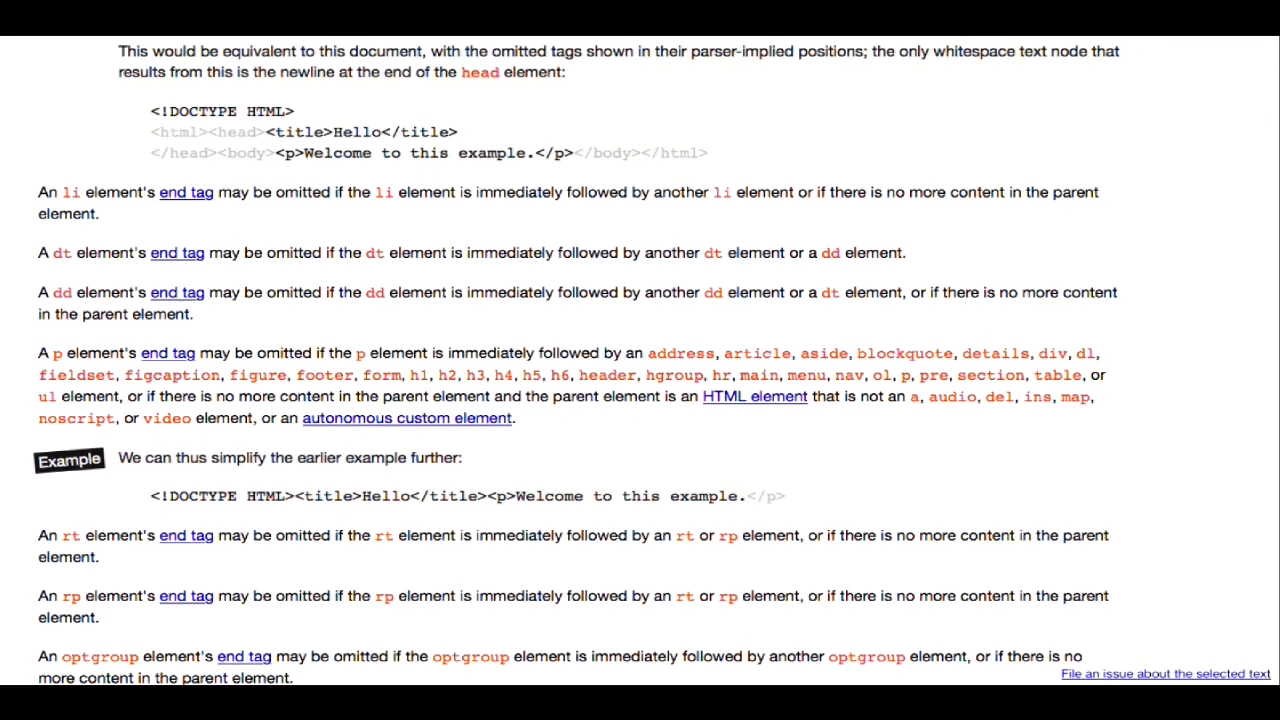 This would be equivalent to this document, with the omitted tags shown in their parser-implied positions; the only whitespace text node that
results from this is the newline at the end of the head element:
<!DOCTYPE HTML>
<html><head><title>Hello</title>
</head><body><p>Welcome to this example.</p></body></html>
An li element's end tag may be omitted if the li element is immediately followed by another li element or if there is no more content in the parent
element.
A dt element's end tag may be omitted if the dt element is immediately followed by another dt element or a dd element.
A dd element's end tag may be omitted if the dd element is immediately followed by another dd element or a dt element, or if there is no more content
in the parent element.
A p element's end tag may be omitted if the p element is immediately followed by an address, article, aside, blockquote, details, div, dl,
fieldset, figcaption, figure, footer, form, h1, h2, h3, h4, h5, h6, header, hgroup, hr, main, menu, nav, ol, p, pre, section, table, or
ul element, or if there is no more content in the parent element and the parent element is an HTML element that is not an a, audio, del, ins, map,
noscript, or video element, or an autonomous custom element.
Example We can thus simplify the earlier example further:
<!DOCTYPE HTML><title>Hello</title><p>Welcome to this example.</p>
An rt element's end tag may be omitted if the rt element is immediately followed by an rt or rp element, or if there is no more content in the parent
element.
An rp element's end tag may be omitted if the rp element is immediately followed by an rt or rp element, or if there is no more content in the parent
element.
An optgroup element's end tag may be omitted if the optgroup element is immediately followed by another optgroup element, or if there is no
more content in the parent element.
File an issue about the selected text